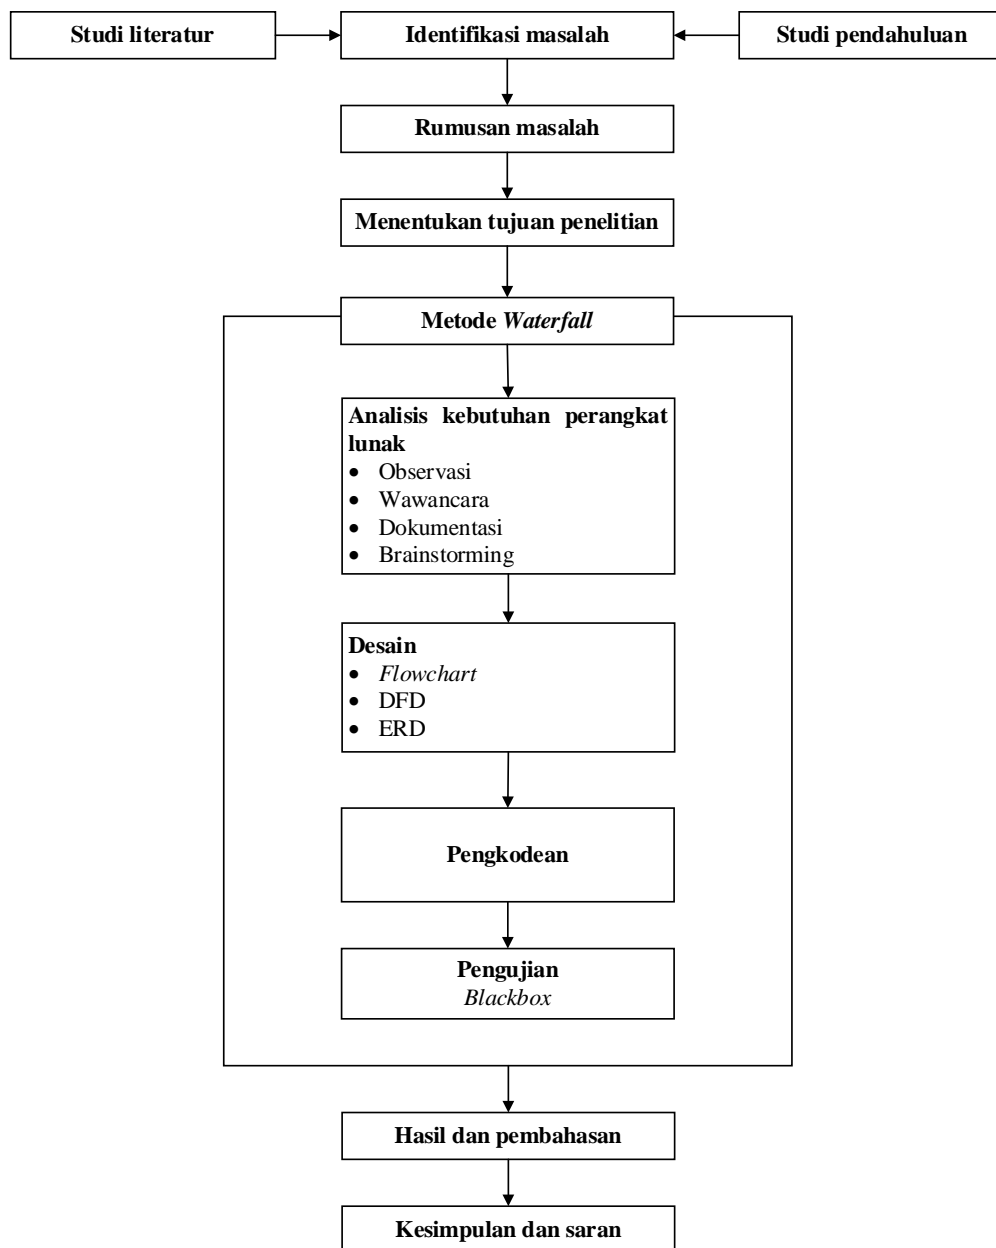 Studi literatur
Identifikasi masalah
Studi pendahuluan
Rumusan masalah
Menentukan tujuan penelitian
Metode Waterfall
Analisis kebutuhan perangkat
lunak
• Observasi
• Wawancara
• Dokumentasi
• Brainstorming
Desain
• Flowchart
• DFD
• ERD
Pengkodean
Pengujian
Blackbox
Hasil dan pembahasan
Kesimpulan dan saran